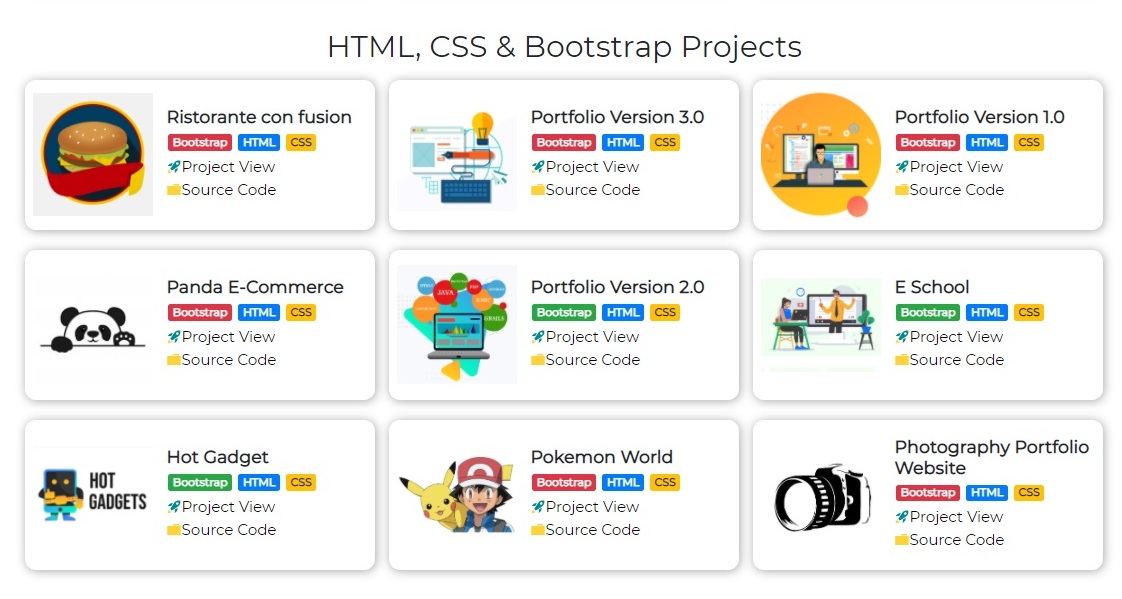 HTML, CSS & Bootstrap Projects
Ristorante con fusion
Bootstrap HTML CSS
Project View
Source Code
Portfolio Version 3.0
Bootstrap HTML CSS
Project View
Source Code
Portfolio Version 1.0
Bootstrap HTML CSS
Project View
Source Code
Panda E-Commerce
Bootstrap HTML CSS
Project View
Source Code
JAVA
Portfolio Version 2.0
Bootstrap HTML CSS
Project View
Source Code
E School
Bootstrap HTML CSS
Project View
Source Code
HOT
GADGETS
Hot Gadget
Bootstrap HTML CSS
Project View
Source Code
Pokemon World
Bootstrap HTML CSS
Project View
Source Code
Photography Portfolio
Website
Bootstrap HTML CSS
Project View
Source Code